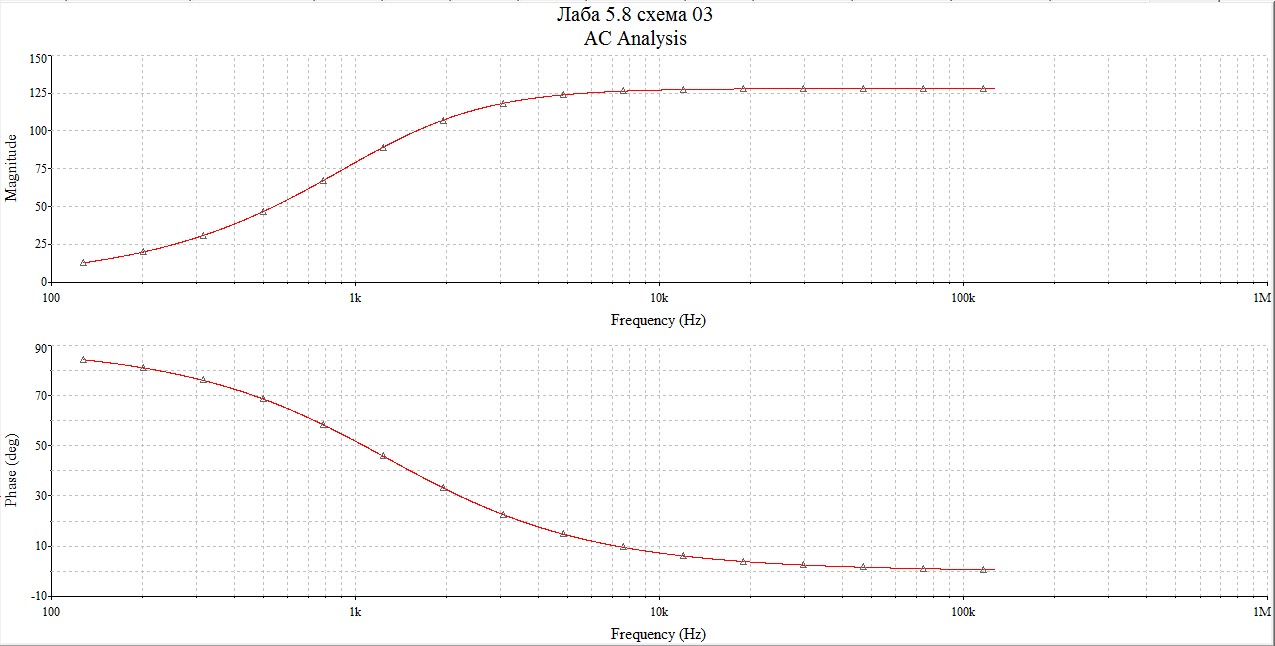 Лаба 5.8 схема 03
AC Analysis
Magnitude
150
125
100
75
50
25
0
100 1k 10k 100k 1M
Frequency (Hz)
Phase (deg)
90
70
50
30
10
-10
100 1k 10k 100k 1M
Frequency (Hz)